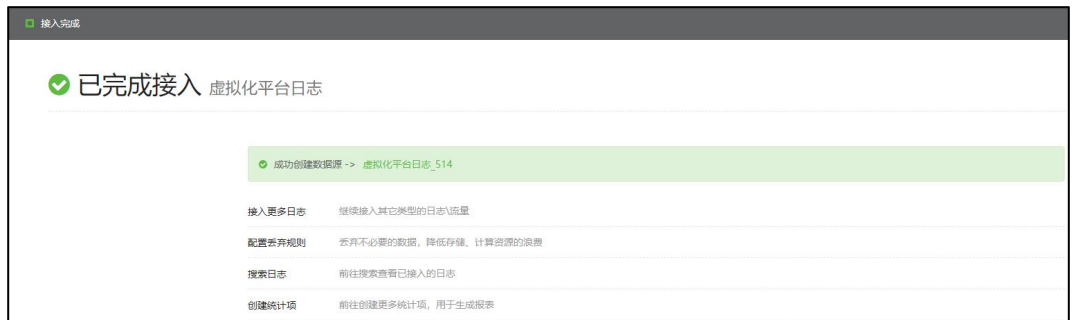 接入完成
已完成接入 虚拟化平台日志
成功创建数据源 -> 虚拟化平台日志_514
接入更多日志 继续接入其它类型的日志\流量
配置丢弃规则 丢弃不必要的数据，降低存储、计算资源的浪费
搜索日志 前往搜索查看已接入的日志
创建统计项 前往创建更多统计项，用于生成报表